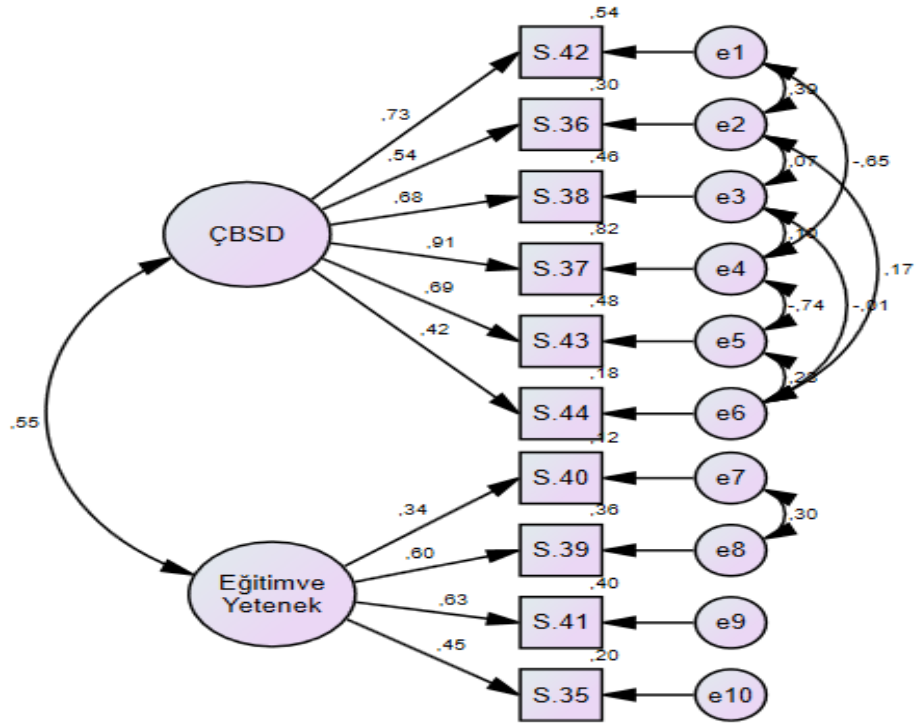 ,54
S.42
e1
,39
,30
,73
S.36
e2
,54
,46
,07
-,65
S.38
e3
,68
,82
ÇBSD
,91
S.37
e4
,17
,69
,48
-,74
-,01
S.43
e5
,42
,18
S.44
e6
,55
,12
S.40
e7
,34
,36
,30
S.39
e8
,60
,40
Eğitimve
Yetenek
,63
S.41
e9
,45
,20
S.35
e10